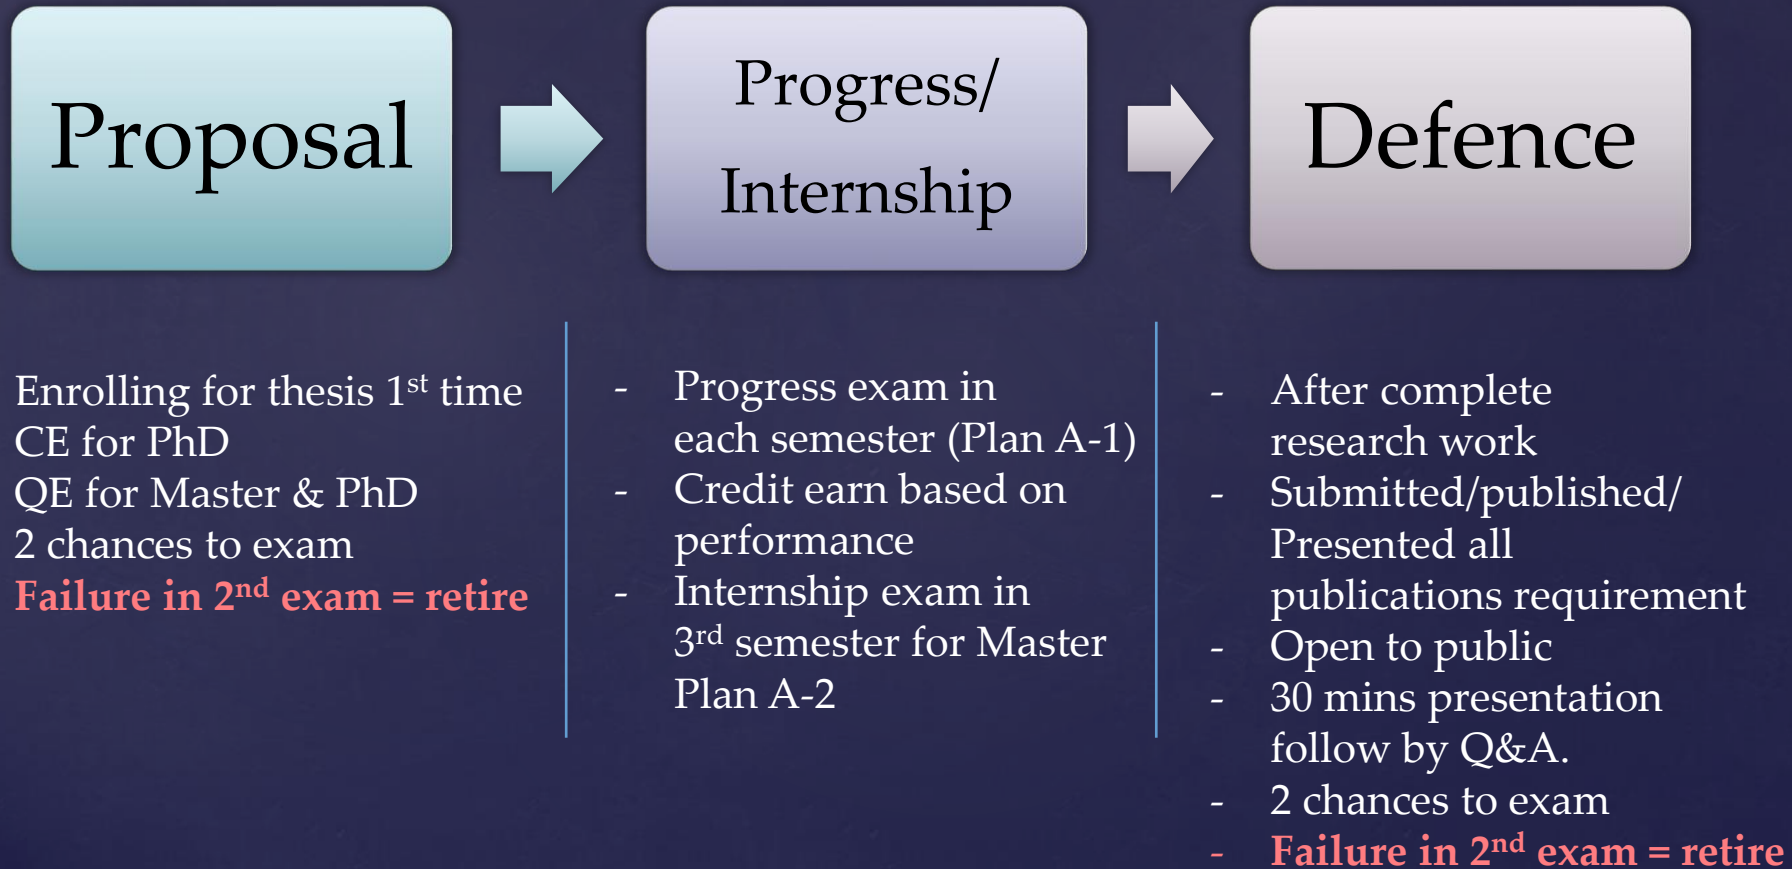 Proposal
Progress/
Internship
Defence
Enrolling for thesis 1st time
CE for PhD
QE for Master & PhD
2 chances to exam
Failure in 2nd exam = retire
- Progress exam in
each semester (Plan A-1)
- Credit earn based on
performance
- Internship exam in
3rd semester for Master
Plan A-2
- After complete
research work
- Submitted/published/
Presented all
publications requirement
- Open to public
- 30 mins presentation
follow by Q&A.
- 2 chances to exam
- Failure in 2nd exam = retire